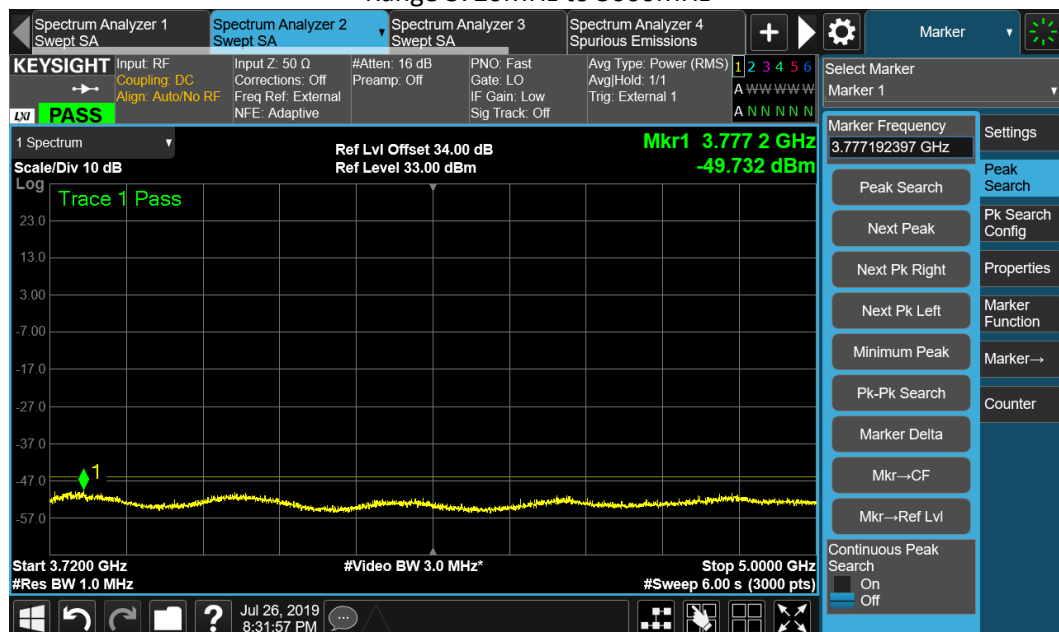 Spectrum Analyzer 1
Swept SA
Spectrum Analyzer 2
Swept SA
Spectrum Analyzer 3
Swept SA
Spectrum Analyzer 4
Spurious Emissions
Marker
KEYSIGHT
LXI PASS
Input: RF
Coupling: DC
Align: Auto/No RF
Input Z: 50 Ω
Corrections: Off
Freq Ref: External
NFE: Adaptive
#Atten: 16 dB
Preamp: Off
PNO: Fast
Gate: LO
IF Gain: Low
Sig Track: Off
Avg Type: Power (RMS)
Avg|Hold: 1/1
Trig: External 1
1 2 3 4 5 6
A W W W W W
A N N N N N
Select Marker
Marker 1
1 Spectrum
Scale/Div 10 dB
Log
Ref Lvl Offset 34.00 dB
Ref Level 33.00 dBm
Mkr1 3.777 2 GHz
-49.732 dBm
Trace 1 Pass
23.0
13.0
3.00
-7.00
-17.0
-27.0
-37.0
-47.0
-57.0
1
Start 3.7200 GHz
#Res BW 1.0 MHz
#Video BW 3.0 MHz*
Stop 5.0000 GHz
#Sweep 6.00 s (3000 pts)
Marker Frequency
3.777192397 GHz
Peak Search
Next Peak
Next Pk Right
Next Pk Left
Minimum Peak
Pk-Pk Search
Marker Delta
Mkr→CF
Mkr→Ref Lvl
Continuous Peak
Search
On
Off
Settings
Peak
Search
Pk Search
Config
Properties
Marker
Function
Marker→
Counter
?
Jul 26, 2019
8:31:57 PM